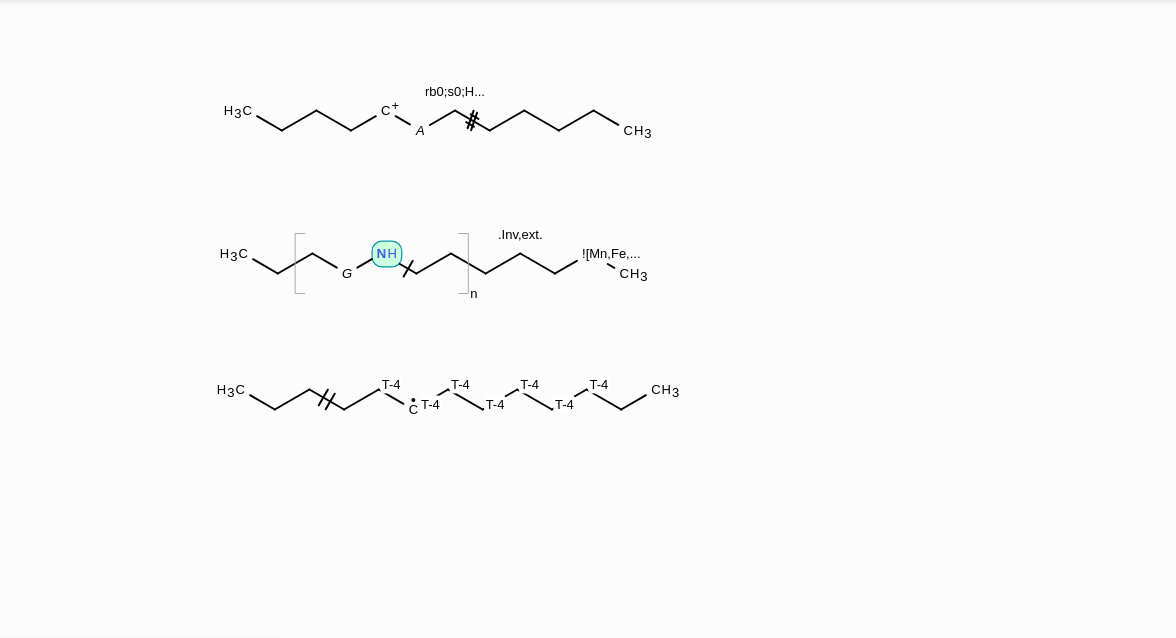 rb0;s0;H...
H3C C+ A CH3
.Inv,ext.
H3C G NH ![Mn,Fe,... CH3
n
H3C T-4 C T-4 T-4 T-4 T-4 T-4 T-4 CH3